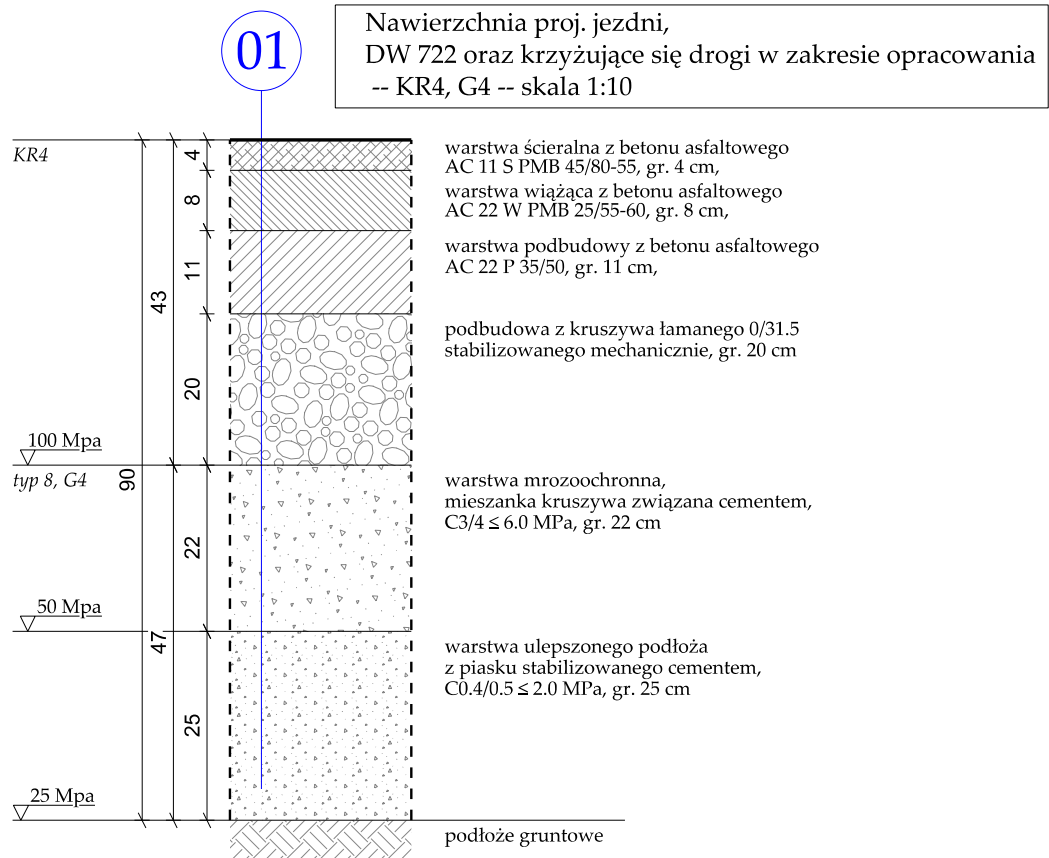 01
Nawierzchnia proj. jezdni,
DW 722 oraz krzyżujące się drogi w zakresie opracowania
-- KR4, G4 -- skala 1:10
KR4
4
warstwa ścieralna z betonu asfaltowego
AC 11 S PMB 45/80-55, gr. 4 cm,
8
warstwa wiążąca z betonu asfaltowego
AC 22 W PMB 25/55-60, gr. 8 cm,
11
warstwa podbudowy z betonu asfaltowego
AC 22 P 35/50, gr. 11 cm,
43
20
podbudowa z kruszywa łamanego 0/31.5
stabilizowanego mechanicznie, gr. 20 cm
100 Mpa
typ 8, G4
90
22
warstwa mrozoochronna,
mieszanka kruszywa związana cementem,
C3/4 ≤ 6.0 MPa, gr. 22 cm
50 Mpa
47
25
warstwa ulepszonego podłoża
z piasku stabilizowanego cementem,
C0.4/0.5 ≤ 2.0 MPa, gr. 25 cm
25 Mpa
podłoże gruntowe